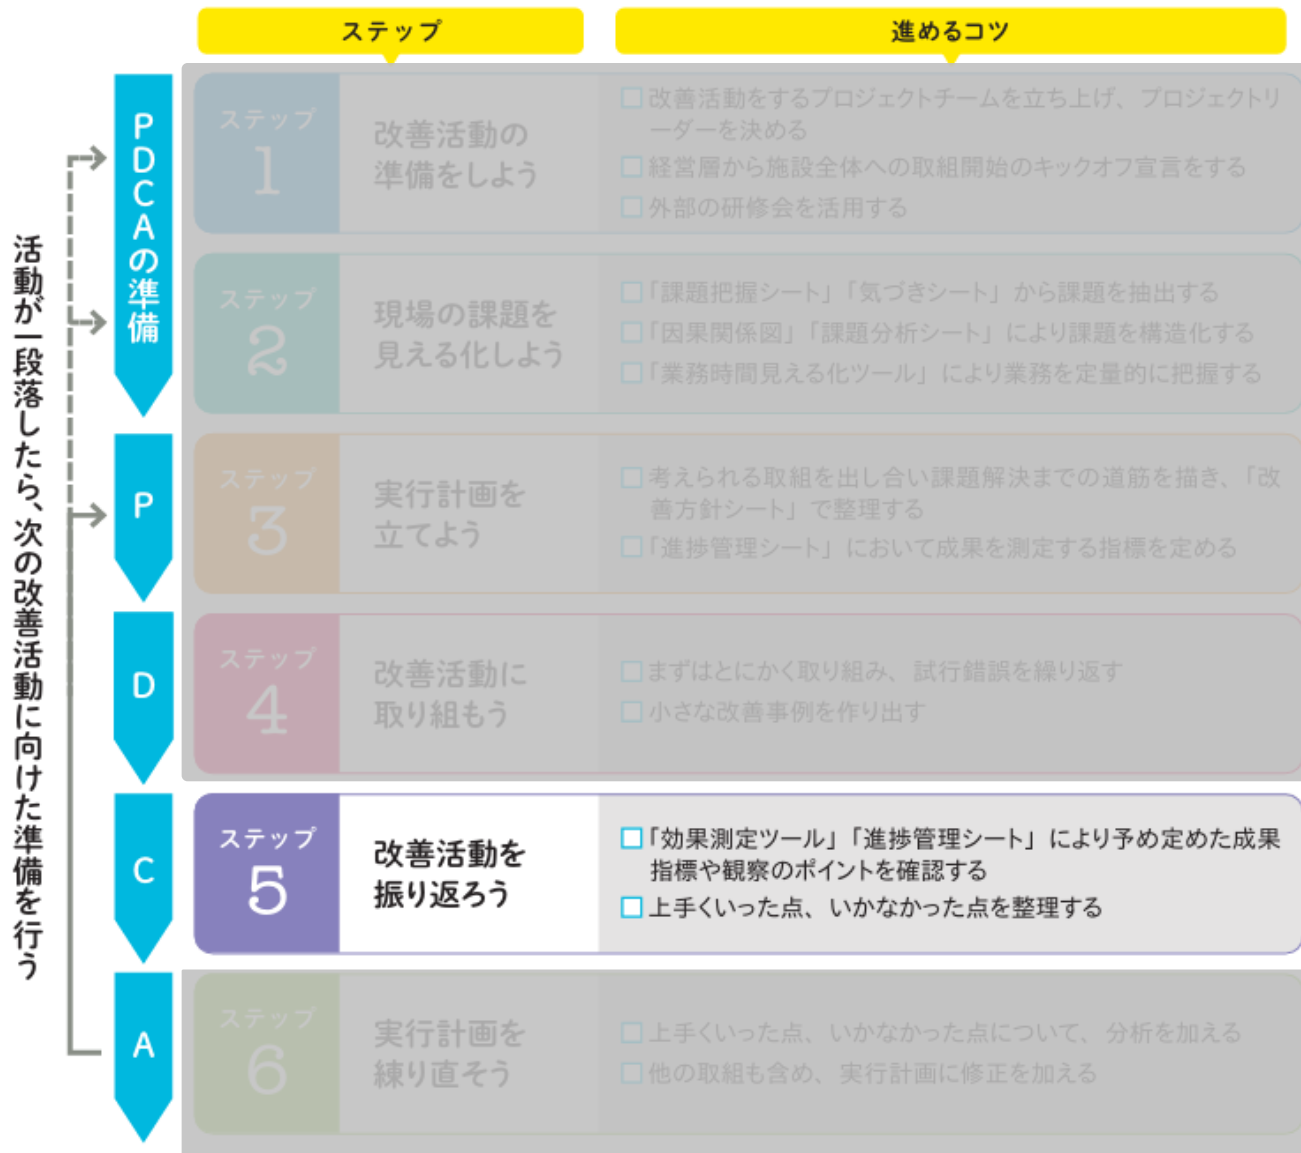 ステップ
進めるコツ
活動が一段落したら、次の改善活動に向けた準備を行う
PDCAの準備
ステップ
1
改善活動の
準備をしよう
□改善活動をするプロジェクトチームを立ち上げ、プロジェクトリ
ーダーを決める
□経営層から施設全体への取組開始のキックオフ宣言をする
□外部の研修会を活用する
ステップ
2
現場の課題を
見える化しよう
□「課題把握シート」「気づきシート」から課題を抽出する
□「因果関係図」「課題分析シート」により課題を構造化する
□「業務時間見える化ツール」により業務を定量的に把握する
P
ステップ
3
実行計画を
立てよう
□考えられる取組を出し合い課題解決までの道筋を描き、「改
善方針シート」で整理する
□「進捗管理シート」において成果を測定する指標を定める
D
ステップ
4
改善活動に
取り組もう
□まずはとにかく取り組み、試行錯誤を繰り返す
□小さな改善事例を作り出す
C
ステップ
5
改善活動を
振り返ろう
□「効果測定ツール」「進捗管理シート」により予め定めた成果
指標や観察のポイントを確認する
□上手くいった点、いかなかった点を整理する
A
ステップ
6
実行計画を
練り直そう
□上手くいった点、いかなかった点について、分析を加える
□他の取組も含め、実行計画に修正を加える